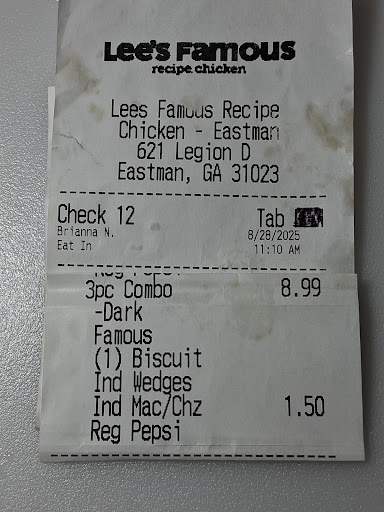 Lee's Famous
recipe.chicken
Lees Famous Recipe
Chicken - Eastman
621 Legion D
Eastman, GA 31023
Check 12 Tab
Brianna N. 8/28/2025
Eat In 11:10 AM
3pc Combo 8.99
-Dark
Famous
(1) Biscuit
Ind Wedges
Ind Mac/Chz 1.50
Reg Pepsi